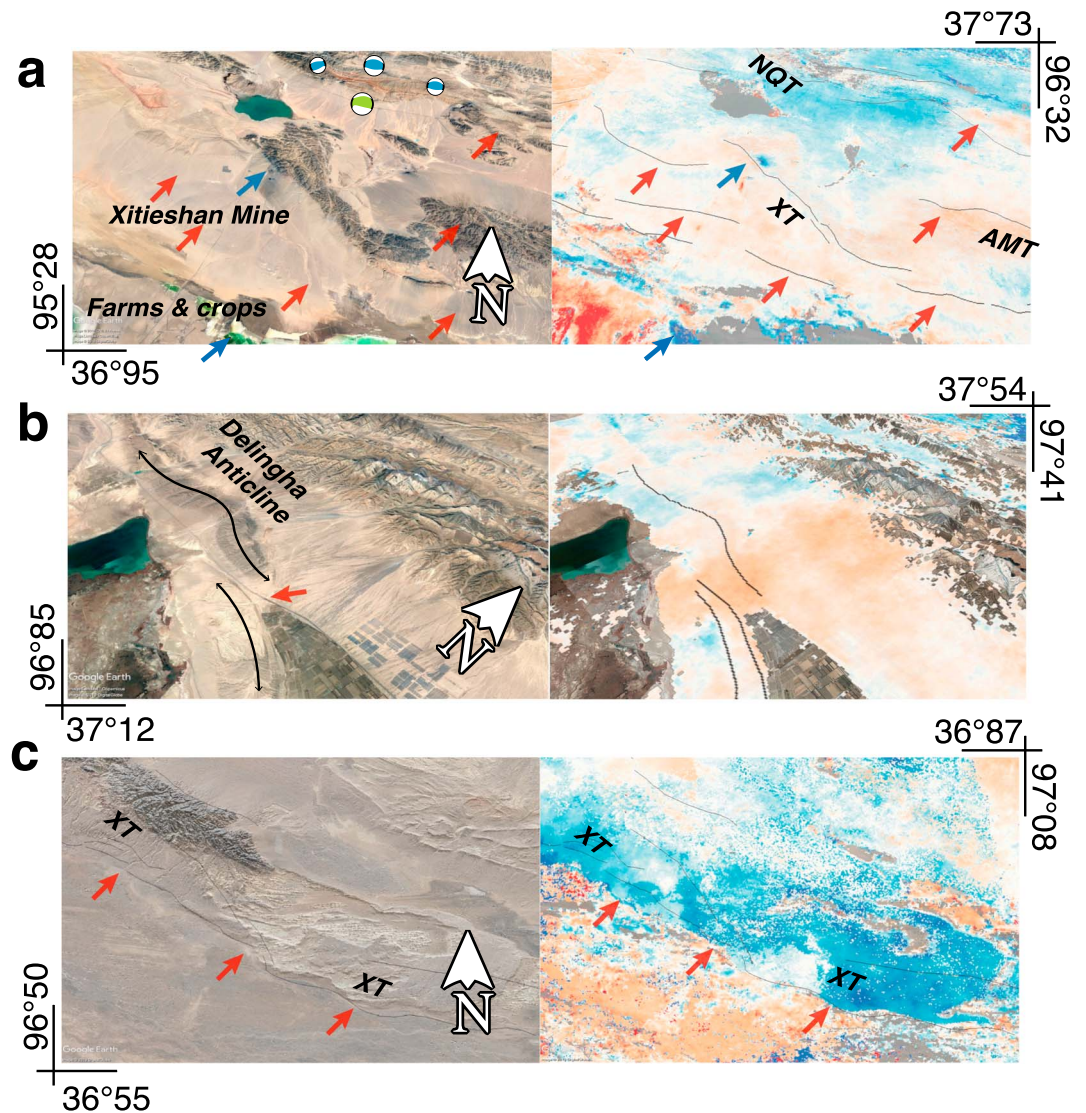 37°73
96°32
a
NQT
Xitieshan Mine
XT
AMT
Farms & crops
N
95°28
36°95
37°54
97°41
b
Delingha
Anticline
N
Google Earth
96°85
37°12
36°87
97°08
c
XT
XT
XT
XT
N
Google Earth
96°50
36°55